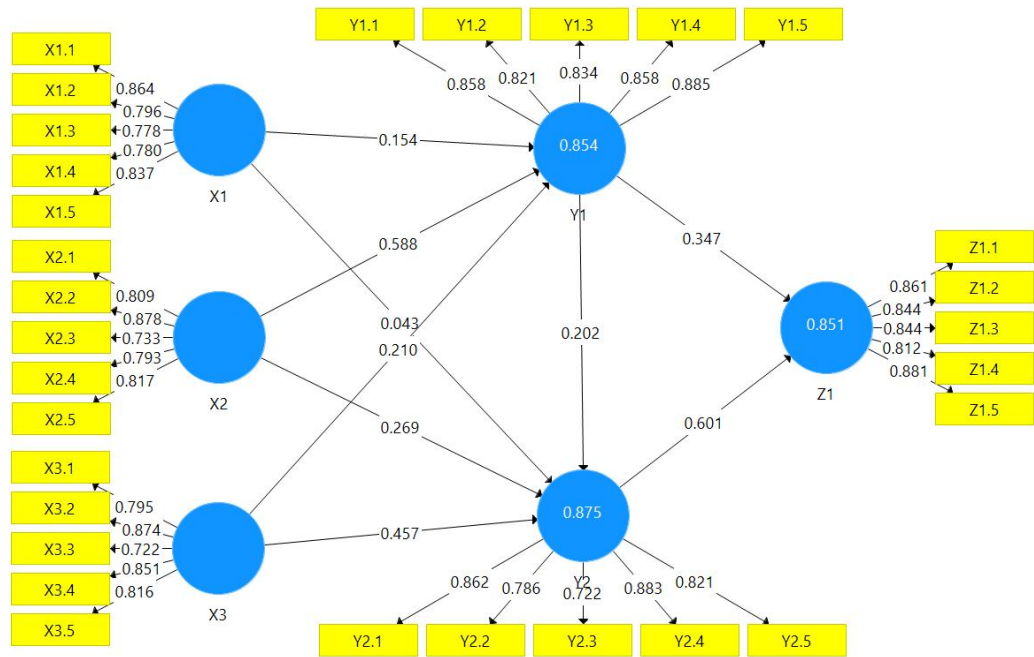 X1.1
X1.2
X1.3
X1.4
X1.5
0.864
0.796
0.778
0.780
0.837
X1
X2.1
X2.2
X2.3
X2.4
X2.5
0.809
0.878
0.733
0.793
0.817
X2
X3.1
X3.2
X3.3
X3.4
X3.5
0.795
0.874
0.722
0.851
0.816
X3
0.154
0.588
0.043
0.210
0.269
0.457
Y1.1
Y1.2
Y1.3
Y1.4
Y1.5
0.858
0.821
0.834
0.858
0.885
0.854
Y1
0.202
0.347
0.601
0.875
Y2
0.862
0.786
0.722
0.883
0.821
Y2.1
Y2.2
Y2.3
Y2.4
Y2.5
0.851
Z1
0.861
0.844
0.844
0.812
0.881
Z1.1
Z1.2
Z1.3
Z1.4
Z1.5